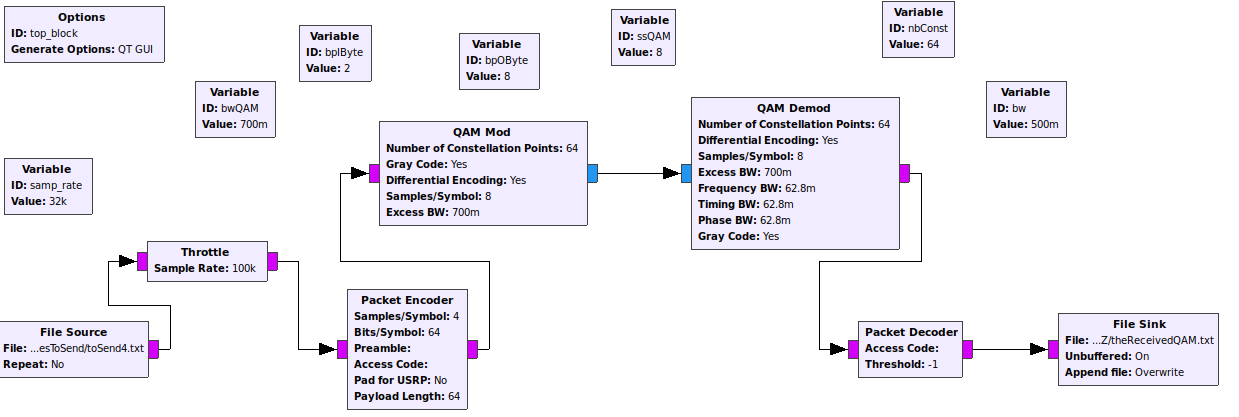 Options
ID: top_block
Generate Options: QT GUI
Variable
ID: bpIByte
Value: 2
Variable
ID: bpOByte
Value: 8
Variable
ID: ssQAM
Value: 8
Variable
ID: nbConst
Value: 64
Variable
ID: bwQAM
Value: 700m
Variable
ID: bw
Value: 500m
Variable
ID: samp_rate
Value: 32k
QAM Mod
Number of Constellation Points: 64
Gray Code: Yes
Differential Encoding: Yes
Samples/Symbol: 8
Excess BW: 700m
QAM Demod
Number of Constellation Points: 64
Differential Encoding: Yes
Samples/Symbol: 8
Excess BW: 700m
Frequency BW: 62.8m
Timing BW: 62.8m
Phase BW: 62.8m
Gray Code: Yes
Throttle
Sample Rate: 100k
File Source
File: ...esToSend/toSend4.txt
Repeat: No
Packet Encoder
Samples/Symbol: 4
Bits/Symbol: 64
Preamble:
Access Code:
Pad for USRP: No
Payload Length: 64
Packet Decoder
Access Code:
Threshold: -1
File Sink
File: ...Z/theReceivedQAM.txt
Unbuffered: On
Append file: Overwrite